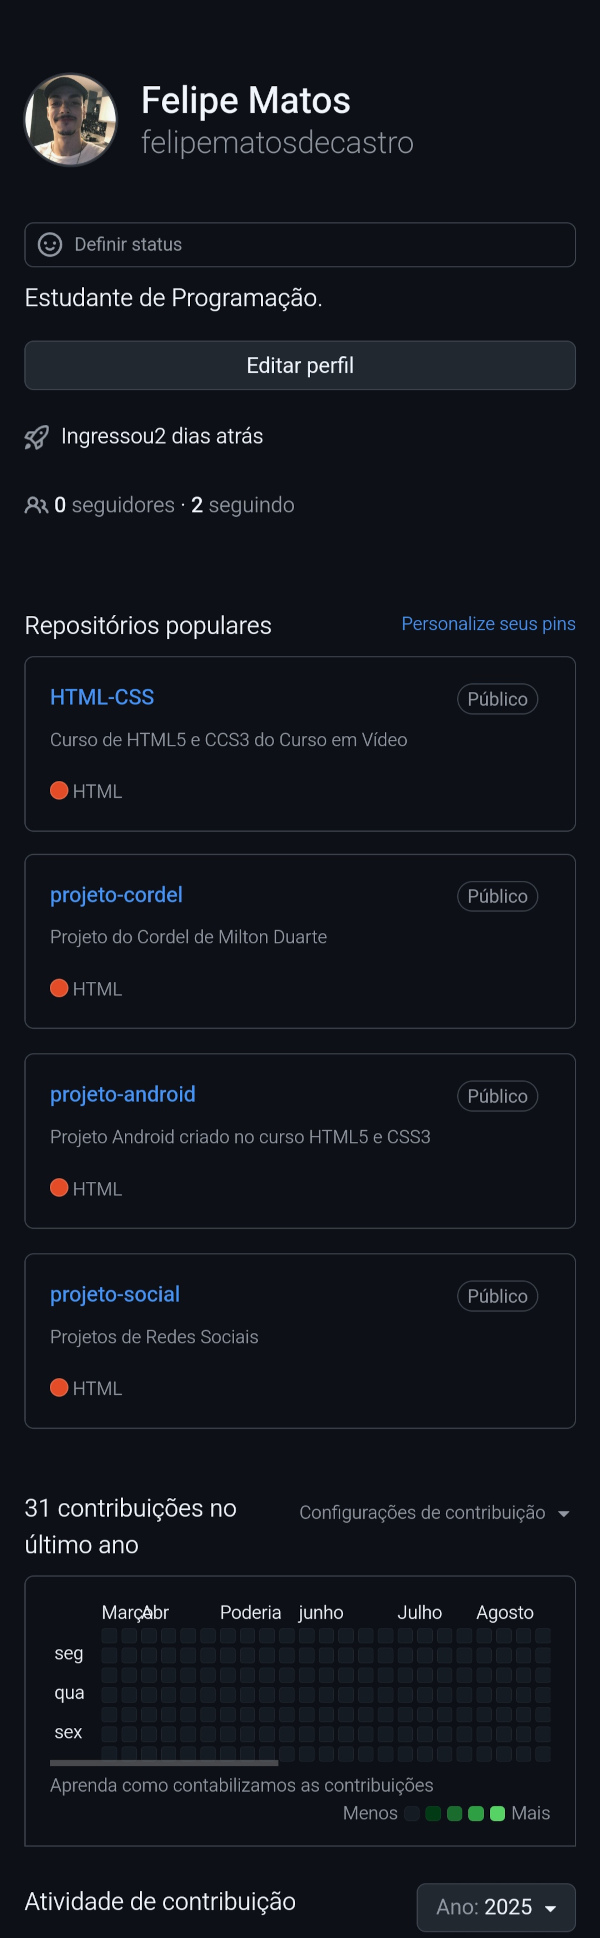 Felipe Matos
felipematosdecastro
Definir status
Estudante de Programação.
Editar perfil
Ingressou2 dias atrás
0 seguidores · 2 seguindo
Repositórios populares
Personalize seus pins
HTML-CSS
Público
Curso de HTML5 e CCS3 do Curso em Vídeo
HTML
projeto-cordel
Público
Projeto do Cordel de Milton Duarte
HTML
projeto-android
Público
Projeto Android criado no curso HTML5 e CSS3
HTML
projeto-social
Público
Projetos de Redes Sociais
HTML
31 contribuições no
último ano
Configurações de contribuição
Março Abr Poderia junho Julho Agosto
seg
qua
sex
Aprenda como contabilizamos as contribuições
Menos Mais
Atividade de contribuição
Ano: 2025